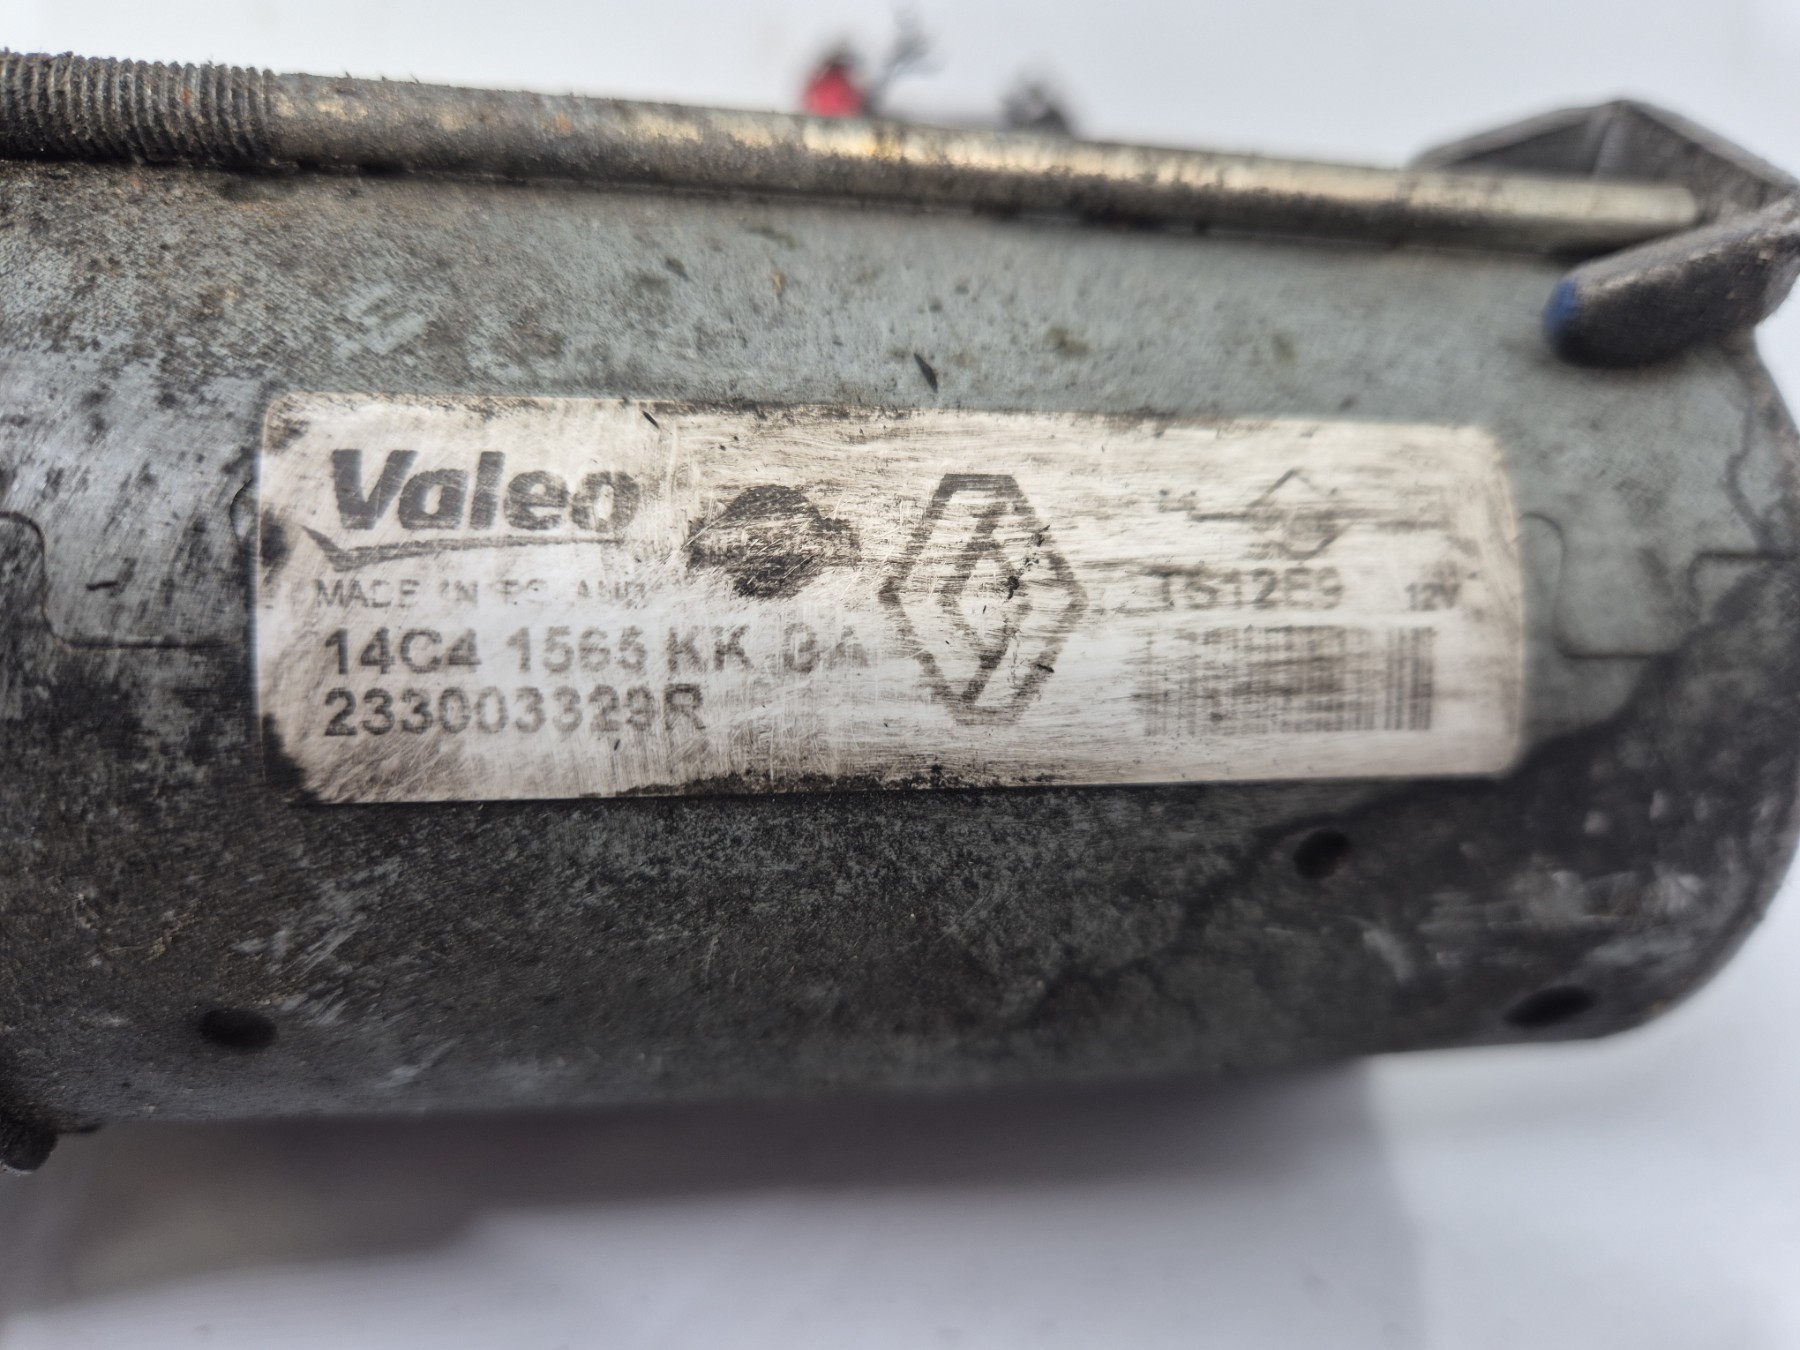 Valeo
MADE IN POLAND
TS12E9 12V
14C4 1565 KK 0A
233003329R